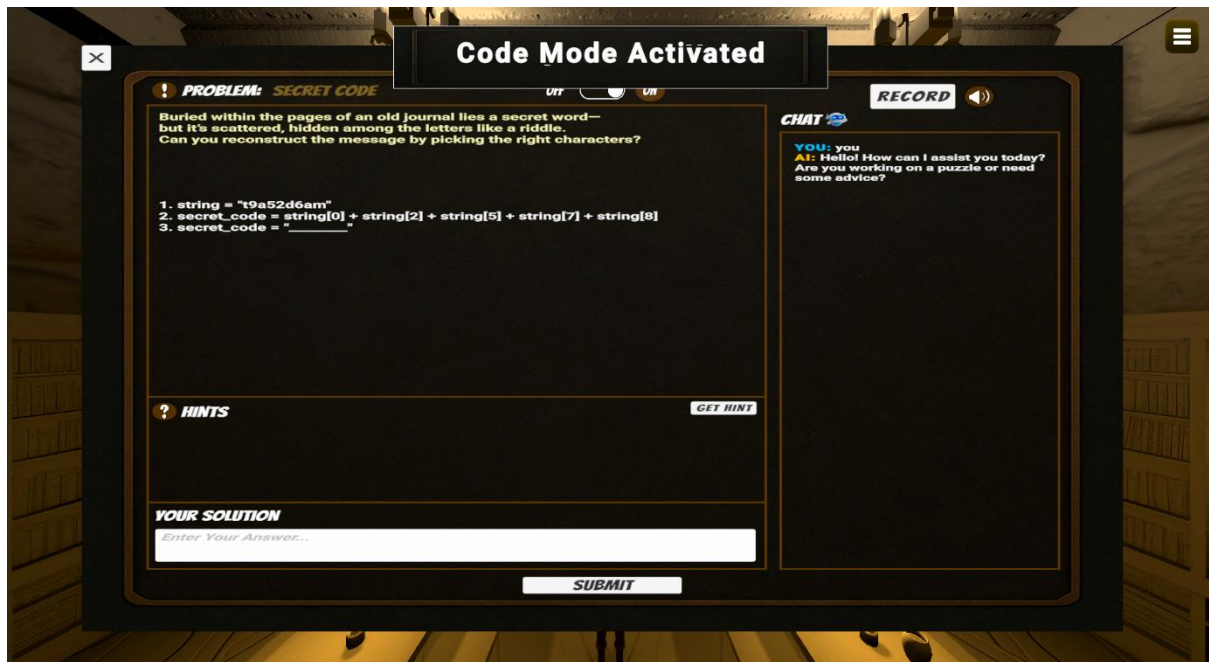 Code Mode Activated
PROBLEM: SECRET CODE
OFF ON
Buried within the pages of an old journal lies a secret word—
but it's scattered, hidden among the letters like a riddle.
Can you reconstruct the message by picking the right characters?
1. string = "t9a52d6am"
2. secret_code = string[0] + string[2] + string[5] + string[7] + string[8]
3. secret_code = "________"
? HINTS
GET HINT
YOUR SOLUTION
Enter Your Answer...
SUBMIT
RECORD
CHAT
YOU: you
AI: Hello! How can I assist you today?
Are you working on a puzzle or need
some advice?